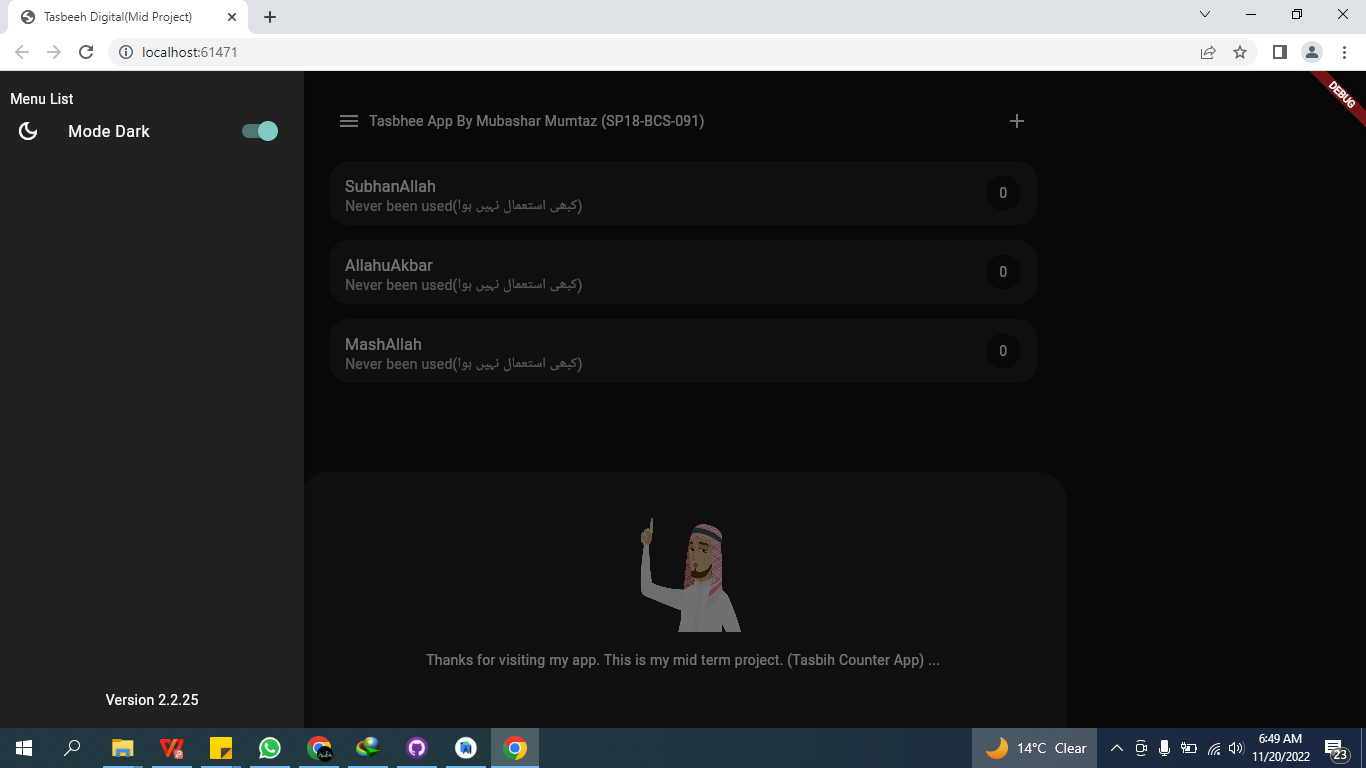 Tasbeeh Digital(Mid Project)
localhost:61471
DEBUG
Menu List
Mode Dark
Tasbhee App By Mubashar Mumtaz (SP18-BCS-091)
SubhanAllah
Never been used(کبھی استعمال نہیں ہوا)
0
AllahuAkbar
Never been used(کبھی استعمال نہیں ہوا)
0
MashAllah
Never been used(کبھی استعمال نہیں ہوا)
0
Thanks for visiting my app. This is my mid term project. (Tasbih Counter App) ...
Version 2.2.25
14°C Clear
6:49 AM
11/20/2022
23